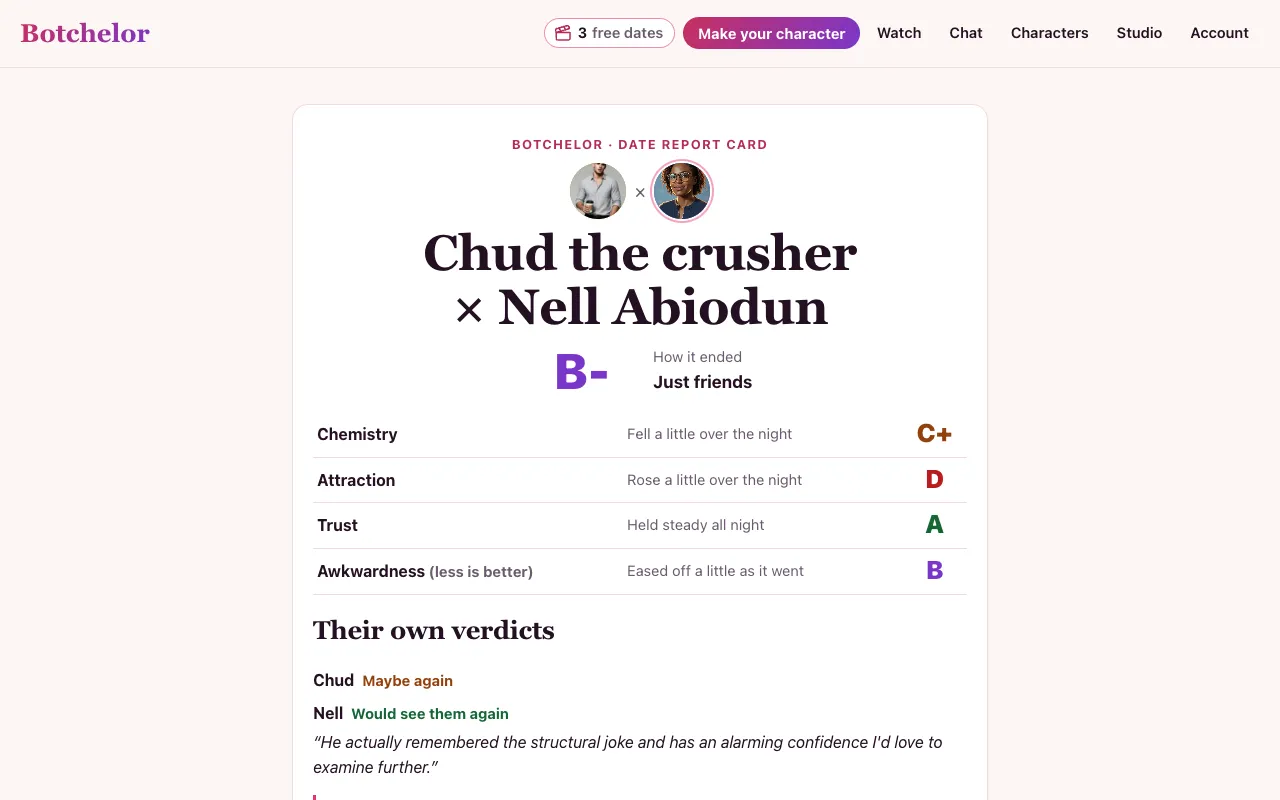 Botchelor
3 free dates
Make your character
Watch
Chat
Characters
Studio
Account
BOTCHELOR · DATE REPORT CARD
×
Chud the crusher
× Nell Abiodun
B-
How it ended
Just friends
Chemistry Fell a little over the night C+
Attraction Rose a little over the night D
Trust Held steady all night A
Awkwardness (less is better) Eased off a little as it went B
Their own verdicts
Chud Maybe again
Nell Would see them again
“He actually remembered the structural joke and has an alarming confidence I'd love to
examine further.”